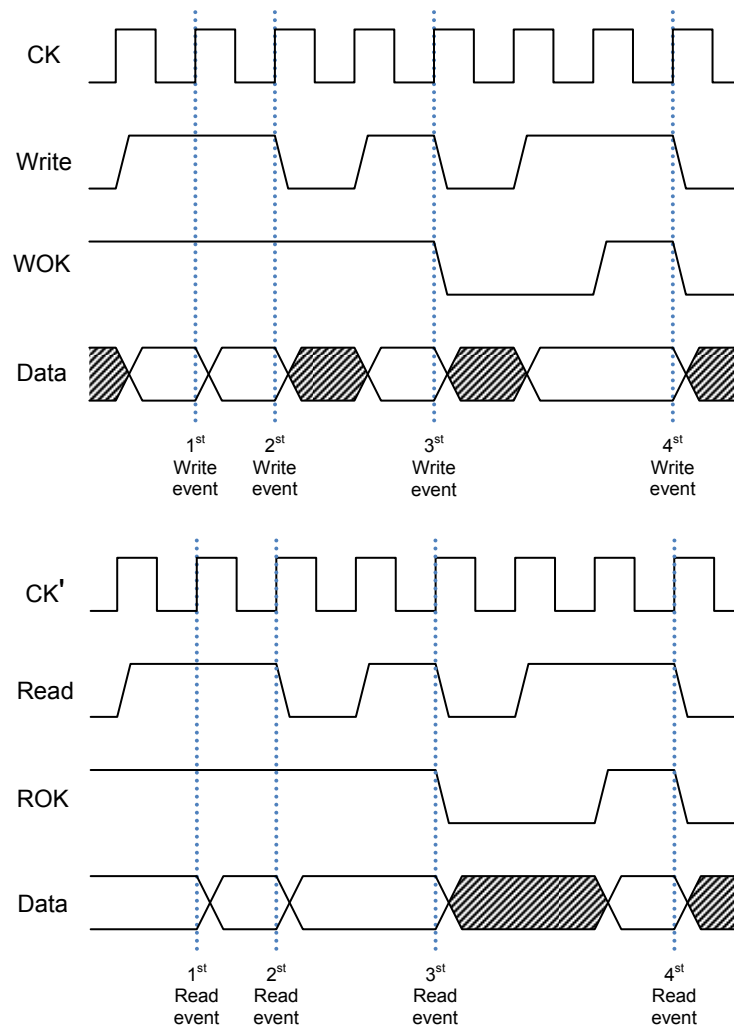 CK
Write
WOK
Data
1st 2st 3st 4st
Write Write Write Write
event event event event
CK'
Read
ROK
Data
1st 2st 3st 4st
Read Read Read Read
event event event event